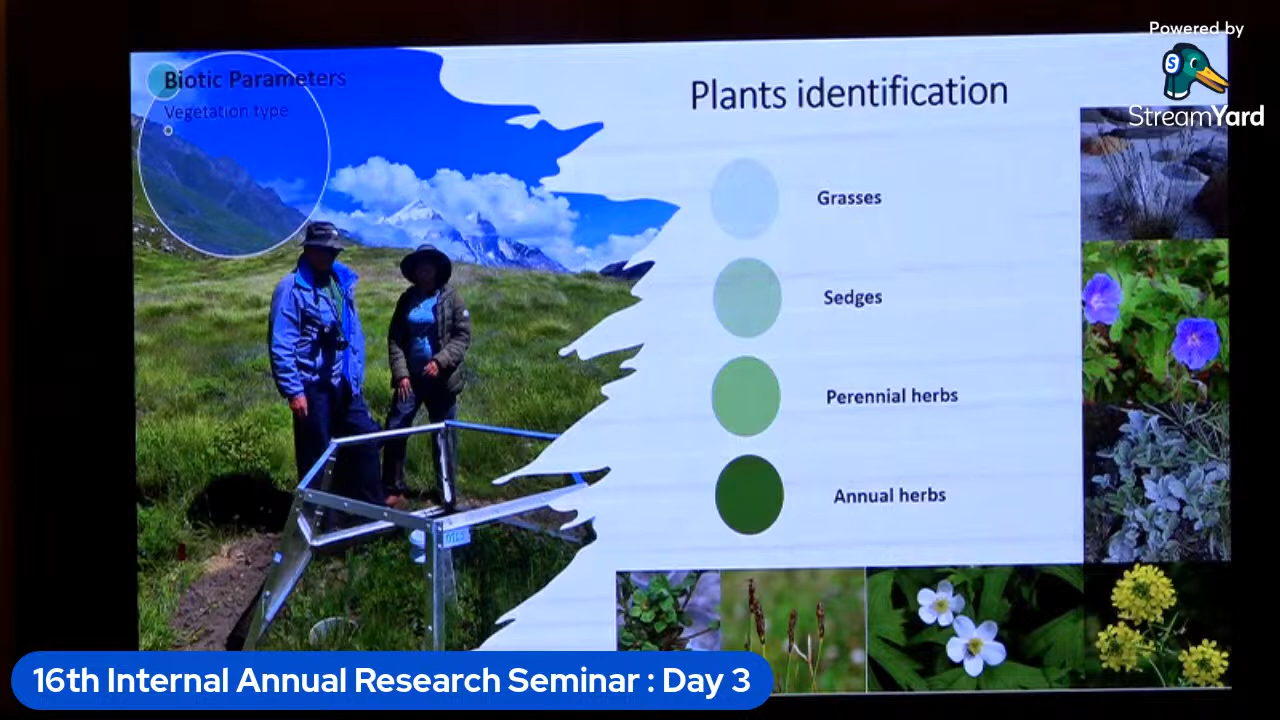 Powered by
StreamYard
Biotic Parameters
Vegetation type
Plants identification
Grasses
Sedges
Perennial herbs
Annual herbs
16th Internal Annual Research Seminar : Day 3